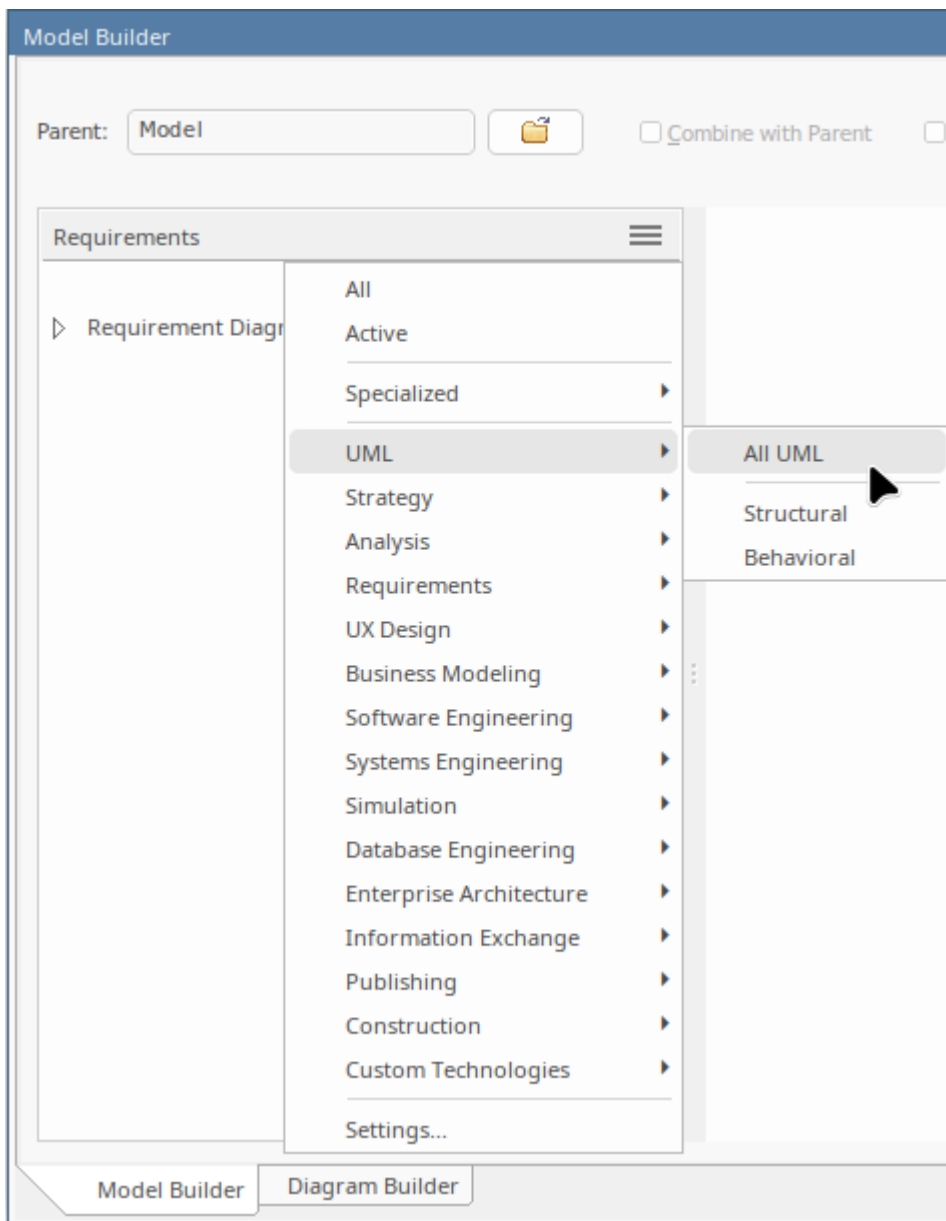 Model Builder
Parent: Model Combine with Parent
Requirements
Requirement Diagr
All
Active
Specialized
UML
Strategy
Analysis
Requirements
UX Design
Business Modeling
Software Engineering
Systems Engineering
Simulation
Database Engineering
Enterprise Architecture
Information Exchange
Publishing
Construction
Custom Technologies
Settings...
All UML
Structural
Behavioral
Model Builder Diagram Builder